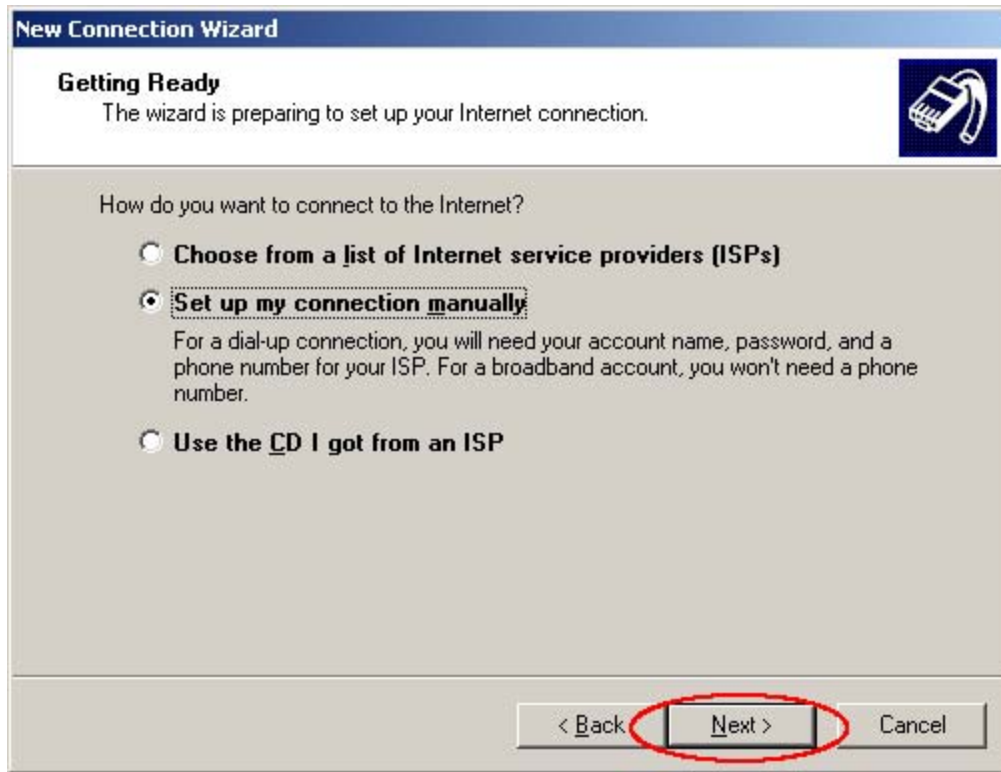 New Connection Wizard
Getting Ready
The wizard is preparing to set up your Internet connection.
How do you want to connect to the Internet?
Choose from a list of Internet service providers (ISPs)
Set up my connection manually
For a dial-up connection, you will need your account name, password, and a
phone number for your ISP. For a broadband account, you won't need a phone
number.
Use the CD I got from an ISP
< Back Next > Cancel